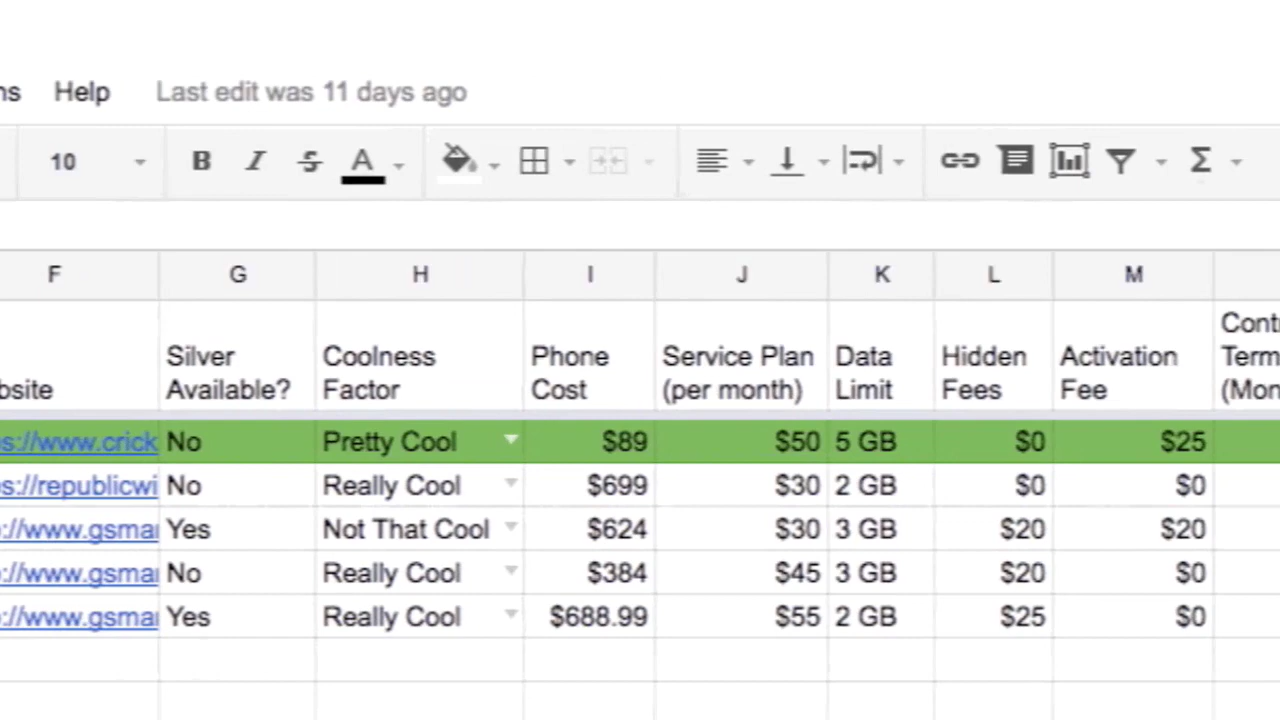 ns Help Last edit was 11 days ago
10 B I S A Σ
F G H I J K L M
Cont
Silver Coolness Phone Service Plan Data Hidden Activation Term
bsite Available? Factor Cost (per month) Limit Fees Fee (Mon
s://www.crick No Pretty Cool $89 $50 5 GB $0 $25
s://republicwi No Really Cool $699 $30 2 GB $0 $0
://www.gsmar Yes Not That Cool $624 $30 3 GB $20 $20
://www.gsmar No Really Cool $384 $45 3 GB $20 $0
://www.gsmar Yes Really Cool $688.99 $55 2 GB $25 $0